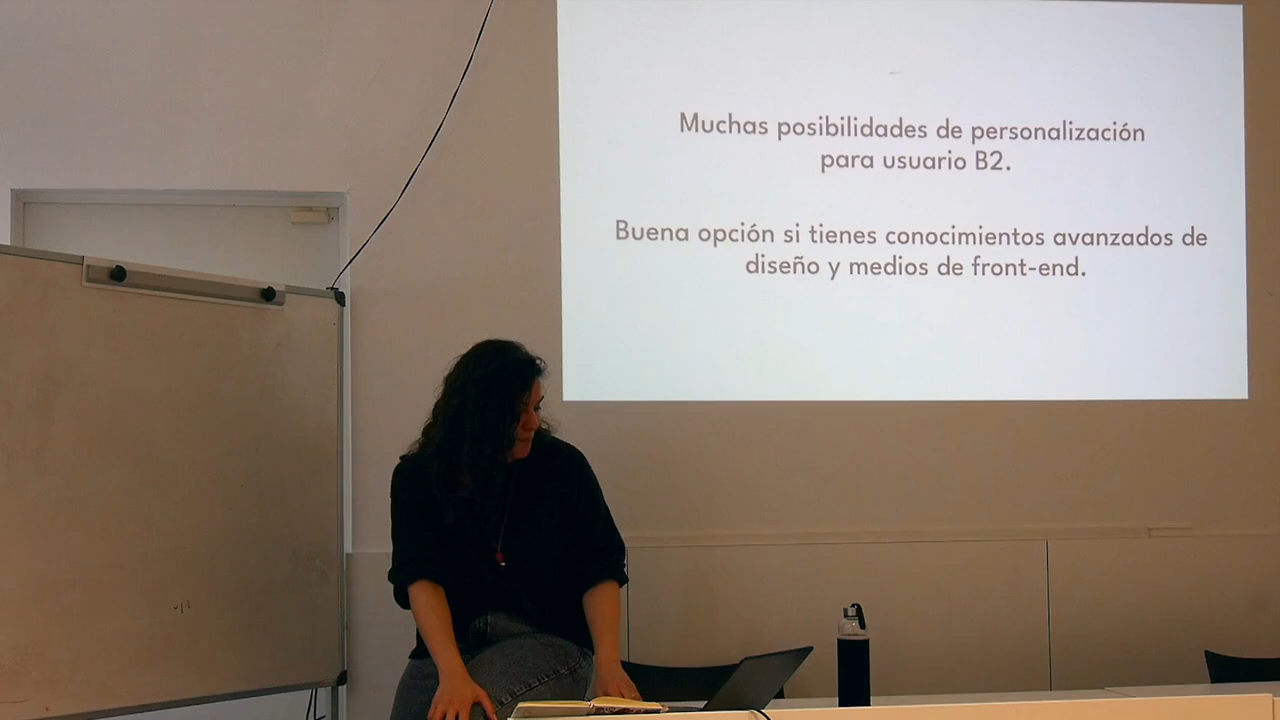 Muchas posibilidades de personalización
para usuario B2.
Buena opción si tienes conocimientos avanzados de
diseño y medios de front-end.